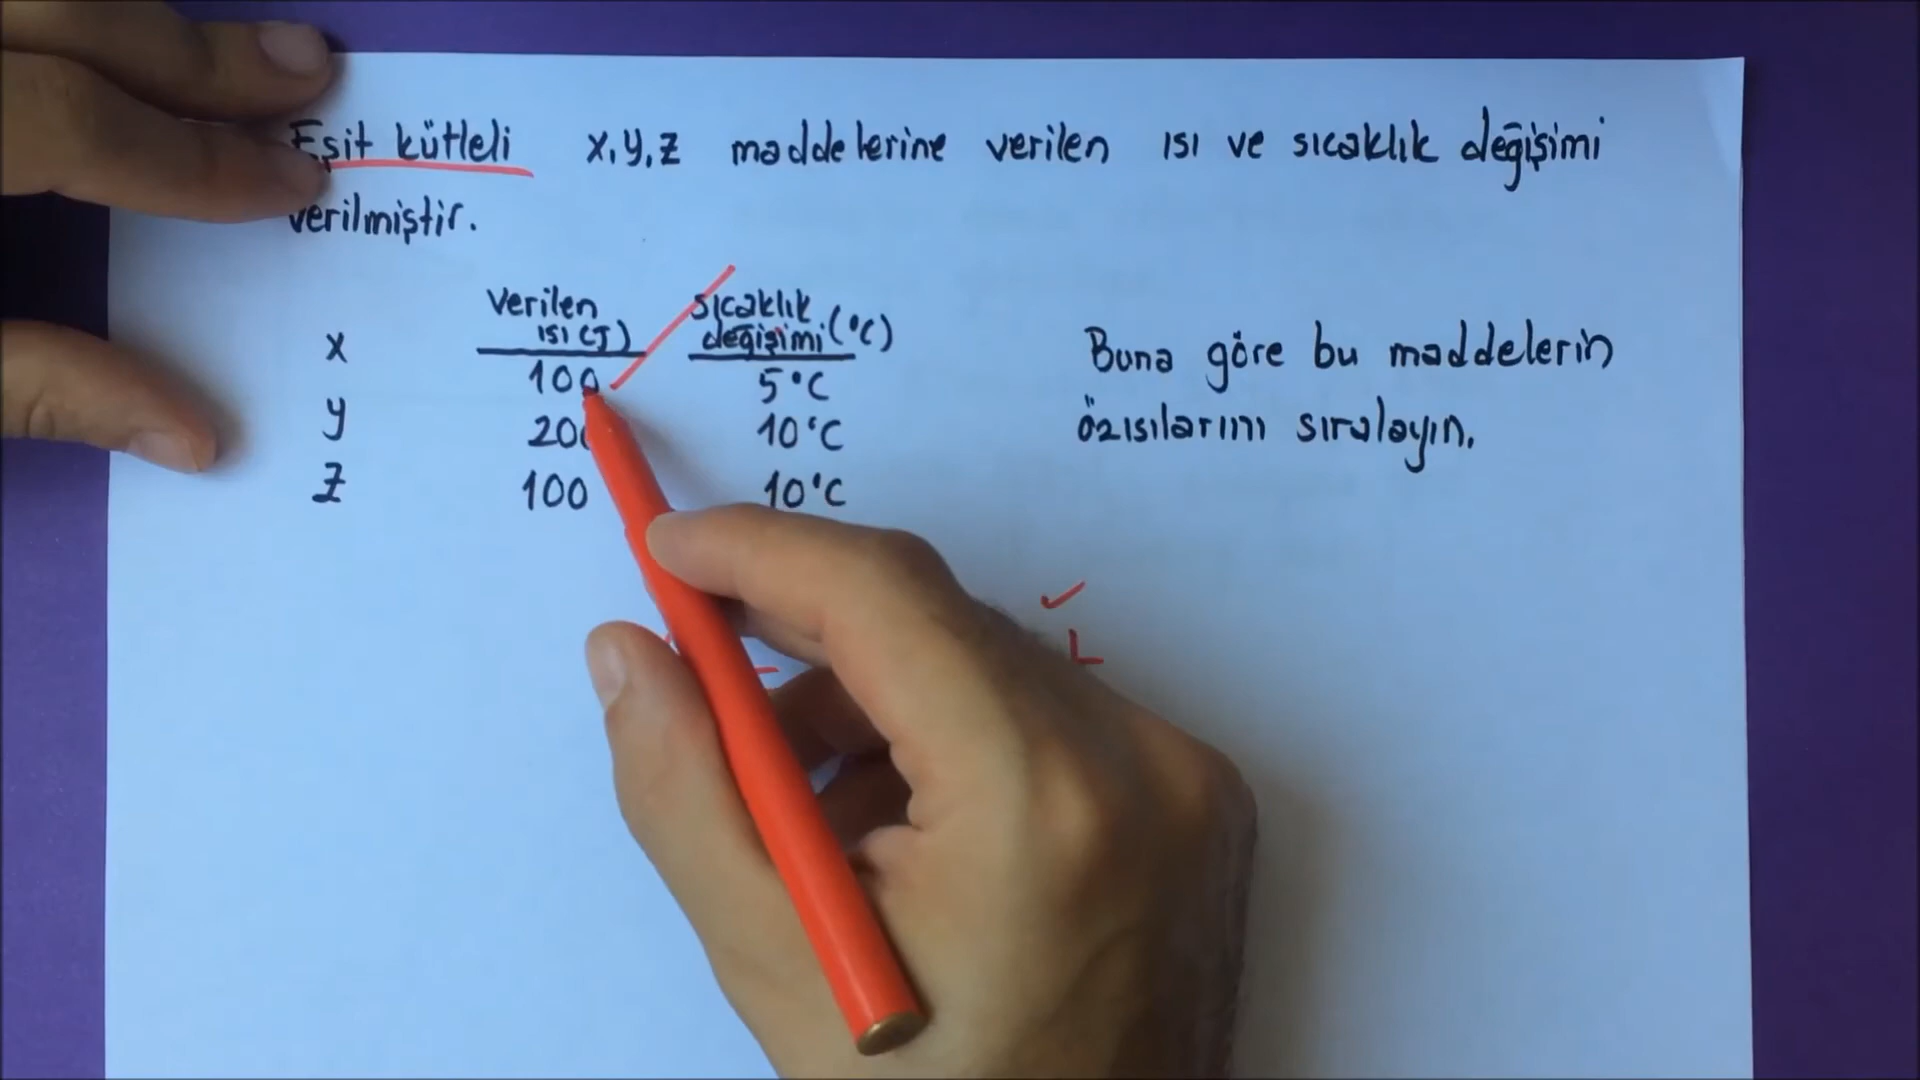 Eşit kütleli x,y,z maddelerine verilen ısı ve sıcaklık değişimi
verilmiştir.
Verilen ısı(J) sıcaklık değişimi (°C)
x 100 5°C
y 200 10°C
z 100 10°C
Buna göre bu maddelerin
özısılarını sıralayın.